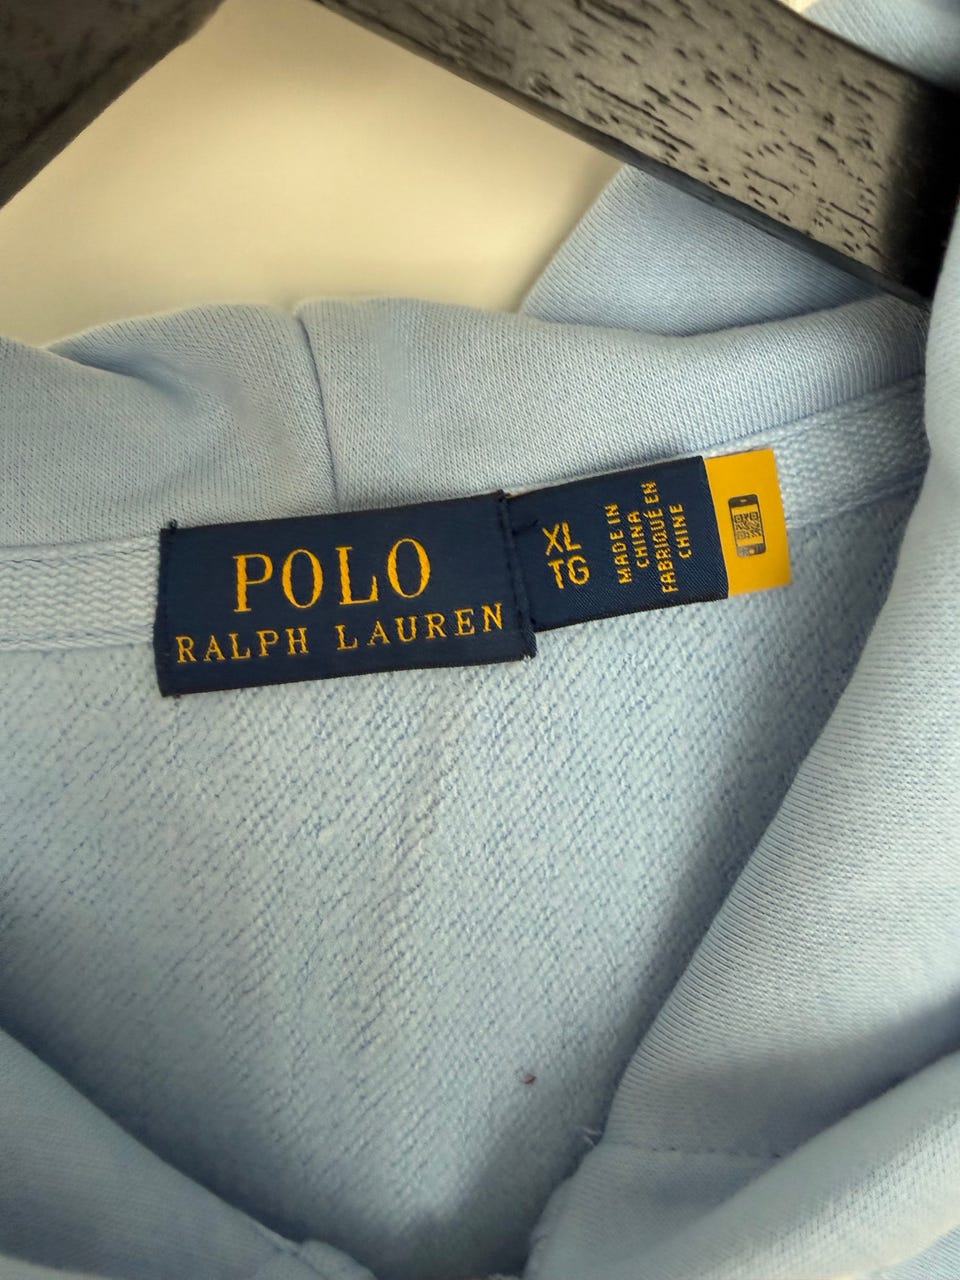 POLO
RALPH LAUREN
XL
TG
MADE IN
CHINA
FABRIQUÉ EN
CHINE